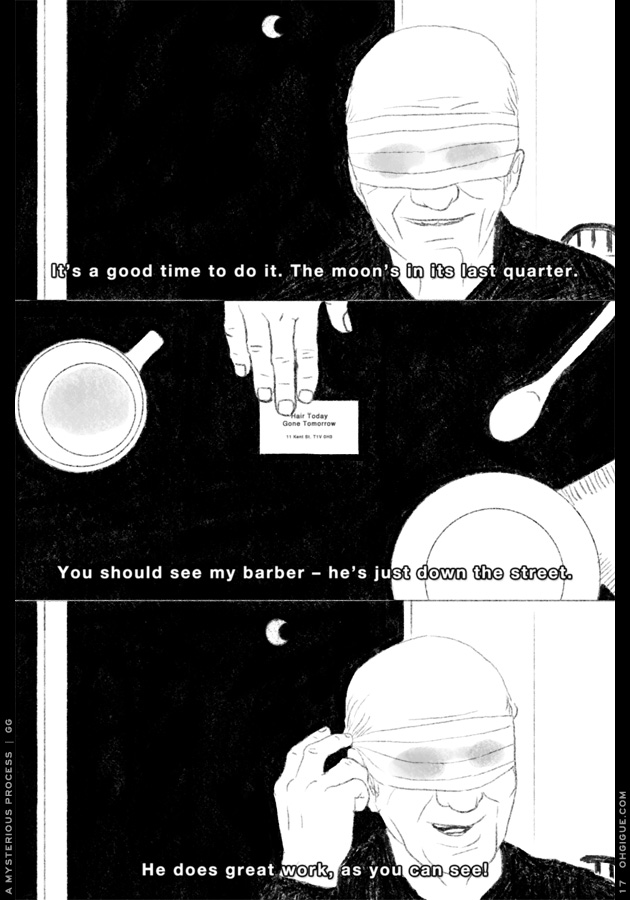 It's a good time to do it. The moon's in its last quarter.
Hair Today
Gone Tomorrow
11 Kent St. T1V 0H3
You should see my barber – he's just down the street.
He does great work, as you can see!
A MYSTERIOUS PROCESS | GG
17 OHGIGUE.COM